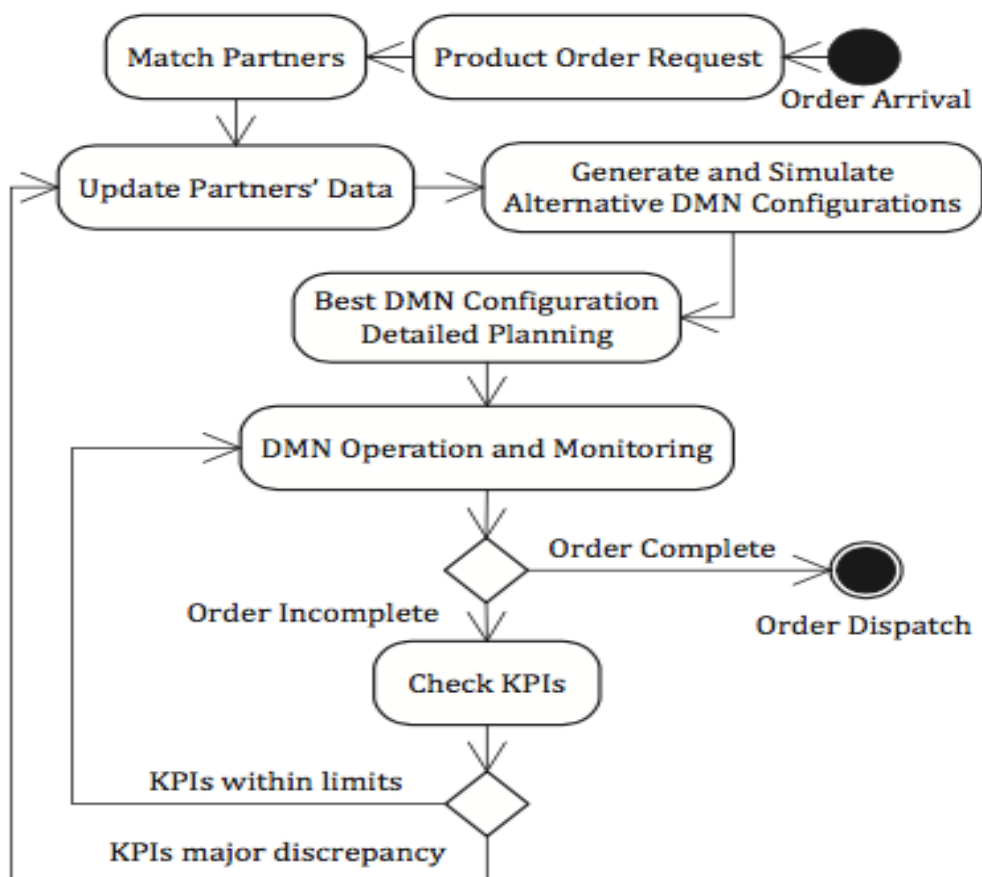 Match Partners
Product Order Request
Order Arrival
Update Partners’ Data
Generate and Simulate
Alternative DMN Configurations
Best DMN Configuration
Detailed Planning
DMN Operation and Monitoring
Order Complete
Order Incomplete
Order Dispatch
Check KPIs
KPIs within limits
KPIs major discrepancy